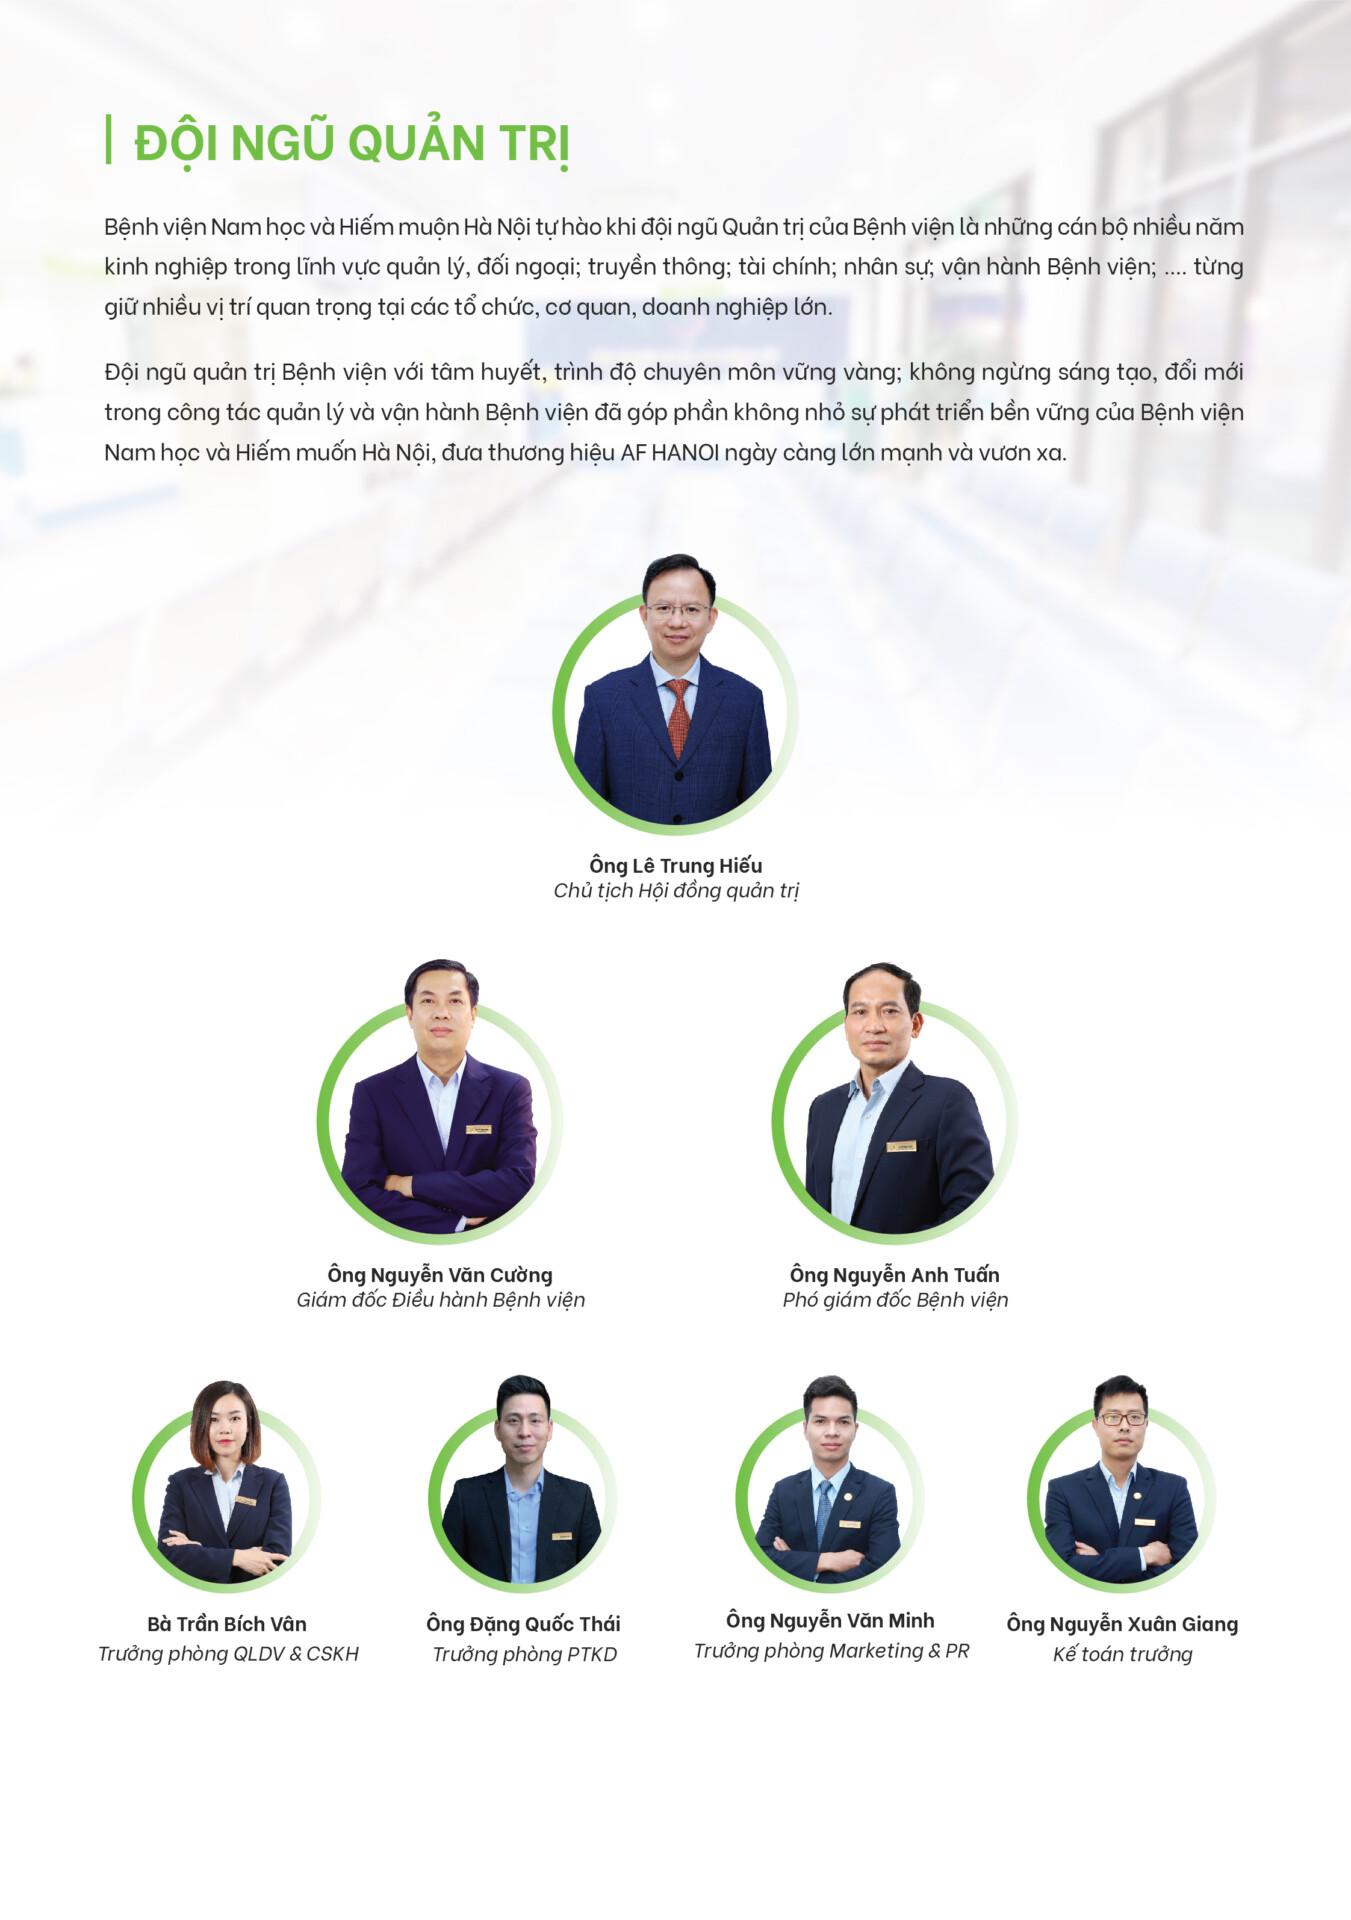 ĐỘI NGŨ QUẢN TRỊ
Bệnh viện Nam học và Hiếm muộn Hà Nội tự hào khi đội ngũ Quản trị của Bệnh viện là những cán bộ nhiều năm
kinh nghiệp trong lĩnh vực quản lý, đối ngoại; truyền thông; tài chính; nhân sự; vận hành Bệnh viện; .... từng
giữ nhiều vị trí quan trọng tại các tổ chức, cơ quan, doanh nghiệp lớn.
Đội ngũ quản trị Bệnh viện với tâm huyết, trình độ chuyên môn vững vàng; không ngừng sáng tạo, đổi mới
trong công tác quản lý và vận hành Bệnh viện đã góp phần không nhỏ sự phát triển bền vững của Bệnh viện
Nam học và Hiếm muốn Hà Nội, đưa thương hiệu AF HANOI ngày càng lớn mạnh và vươn xa.
Ông Lê Trung Hiếu
Chủ tịch Hội đồng quản trị
Ông Nguyễn Văn Cường
Giám đốc Điều hành Bệnh viện
Ông Nguyễn Anh Tuấn
Phó giám đốc Bệnh viện
Bà Trần Bích Vân
Trưởng phòng QLDV & CSKH
Ông Đặng Quốc Thái
Trưởng phòng PTKD
Ông Nguyễn Văn Minh
Trưởng phòng Marketing & PR
Ông Nguyễn Xuân Giang
Kế toán trưởng